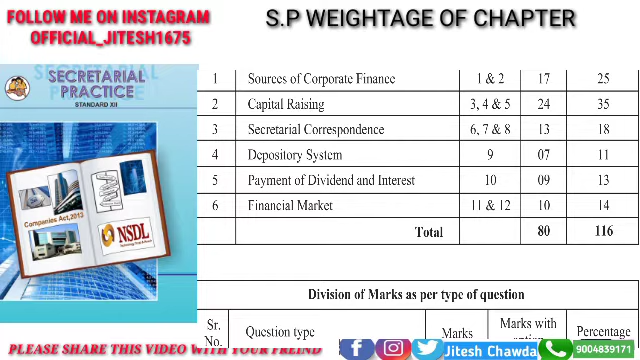 FOLLOW ME ON INSTAGRAM
OFFICIAL_JITESH1675
S.P WEIGHTAGE OF CHAPTER
SECRETARIAL
PRACTICE
STANDARD XII
Companies Act,2013
NSDL
1 Sources of Corporate Finance 1 & 2 17 25
2 Capital Raising 3, 4 & 5 24 35
3 Secretarial Correspondence 6, 7 & 8 13 18
4 Depository System 9 07 11
5 Payment of Dividend and Interest 10 09 13
6 Financial Market 11 & 12 10 14
Total 80 116
Division of Marks as per type of question
Sr. No. Question type Marks Marks with option Percentage
PLEASE SHARE THIS VIDEO WITH YOUR FREIND
Jitesh Chawda
9004839171